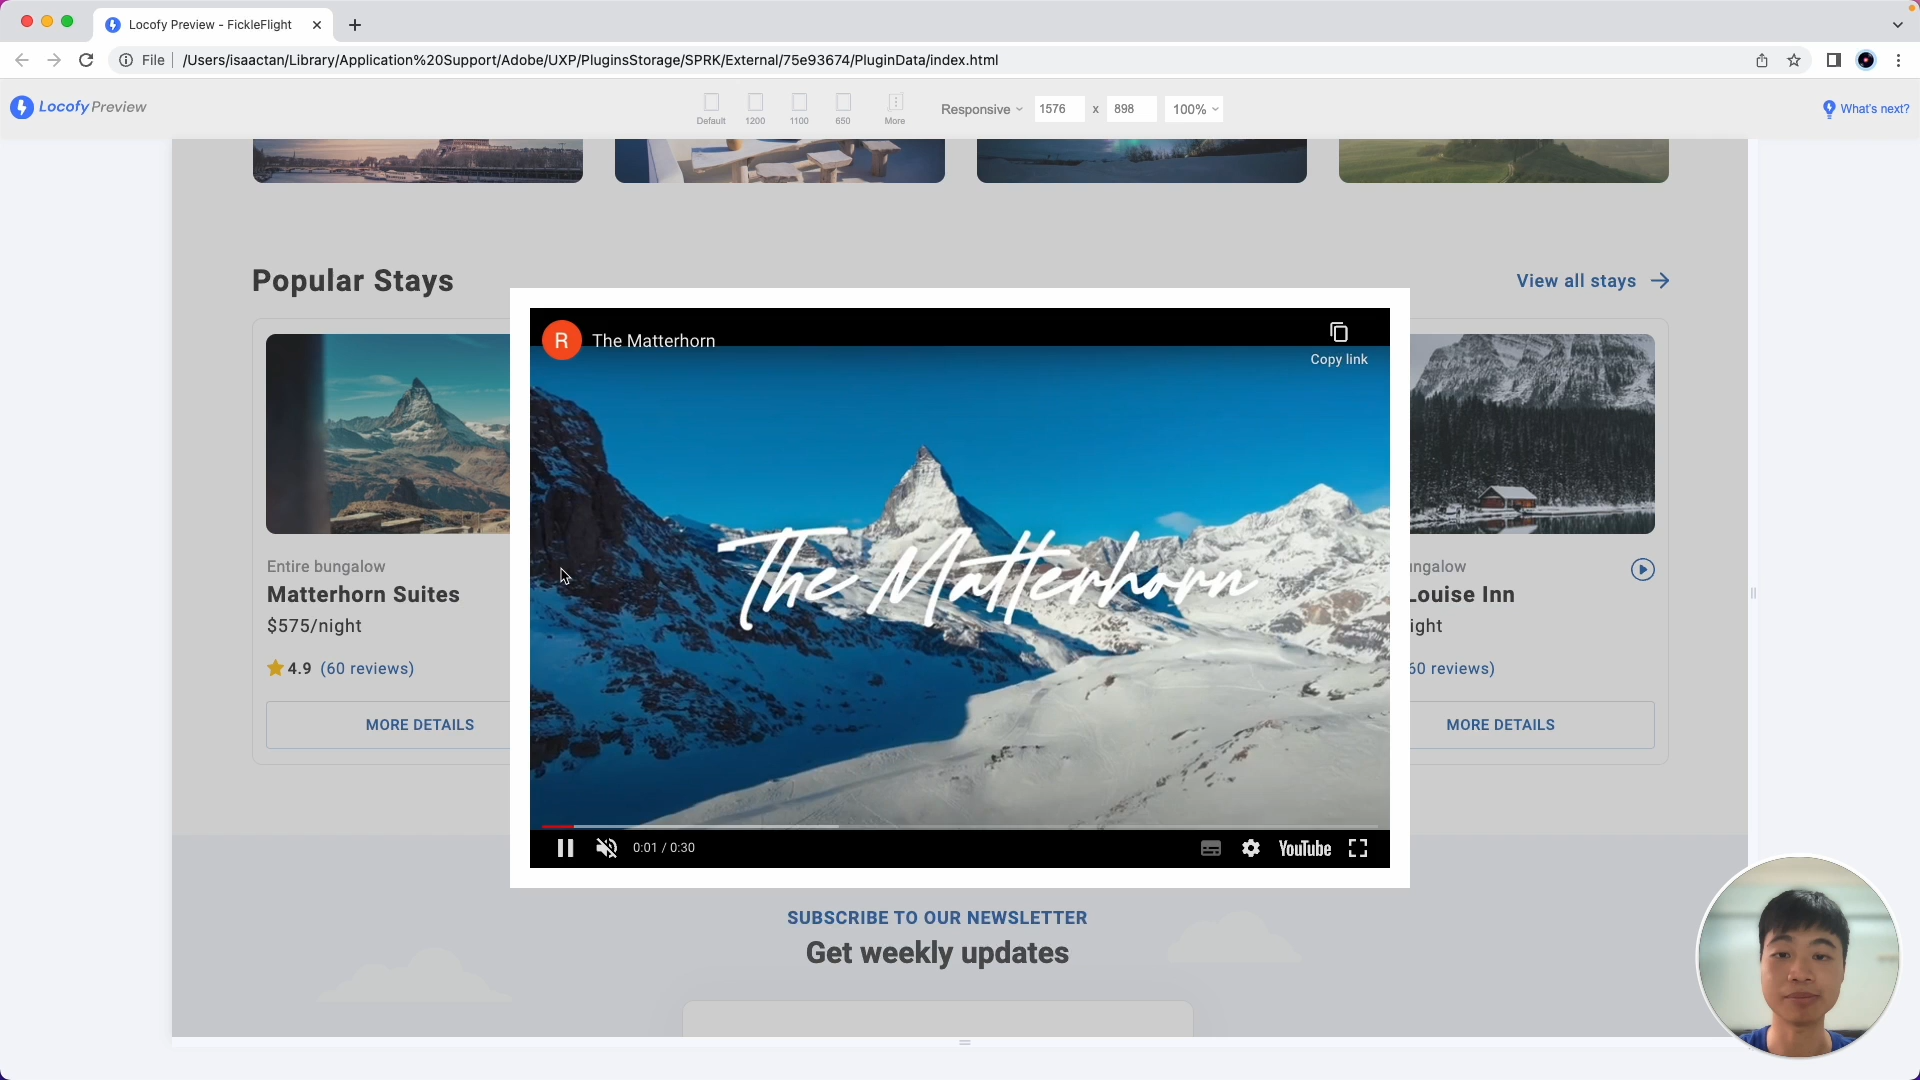 Locofy Preview - FickleFlight
File
/Users/isaactan/Library/Application%20Support/Adobe/UXP/PluginsStorage/SPRK/External/75e93674/PluginData/index.html
Locofy Preview
Default
1200
1100
650
More
Responsive
1576
x
898
100%
What's next?
Popular Stays
View all stays
R
The Matterhorn
Copy link
The Matterhorn
Entire bungalow
Matterhorn Suites
$575/night
4.9 (60 reviews)
MORE DETAILS
ngalow
Louise Inn
ight
60 reviews)
MORE DETAILS
0:01 / 0:30
YouTube
SUBSCRIBE TO OUR NEWSLETTER
Get weekly updates